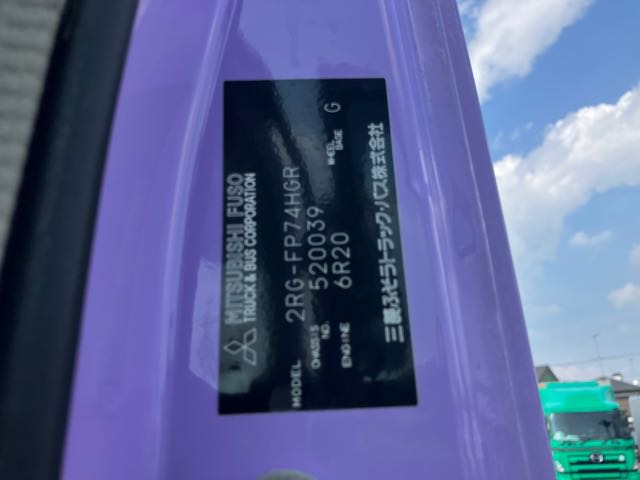 MITSUBISHI FUSO
TRUCK & BUS CORPORATION
MODEL 2RG-FP74HGR
CHASSIS NO. 520039
ENGINE 6R20 WHEEL BASE G
三菱ふそうトラック・バス株式会社